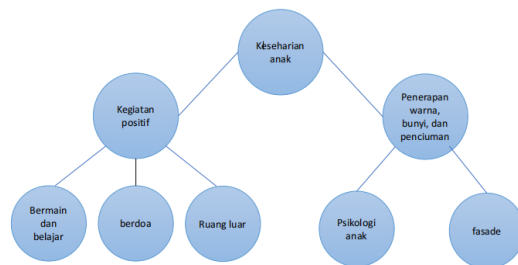 Keseharian
anak
Kegiatan
positif
Penerapan
warna,
bunyi, dan
penciuman
Bermain
dan
belajar
berdoa
Ruang luar
Psikologi
anak
fasade